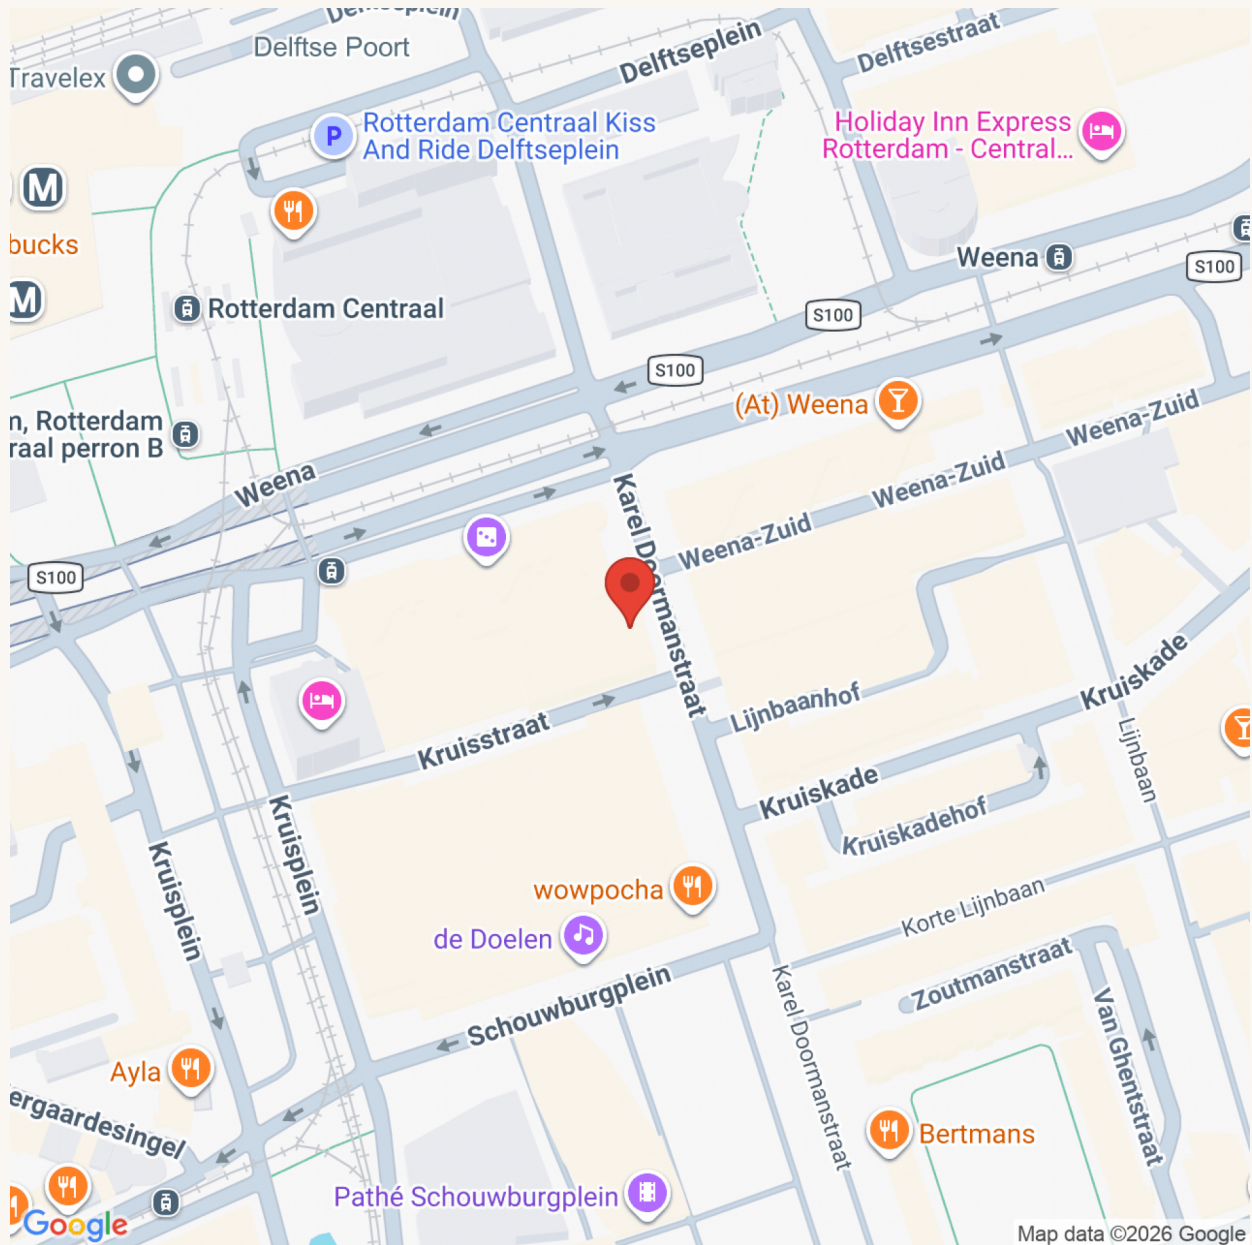 Delftseplein
Delftse Poort
Delftseplein
Delftsestraat
Travelex
P
Rotterdam Centraal Kiss
And Ride Delftseplein
Holiday Inn Express
Rotterdam - Central...
M
bucks
Weena
S100
M
Rotterdam Centraal
S100
S100
(At) Weena
m, Rotterdam
raal perron B
Weena-Zuid
Weena-Zuid
Weena
Karel Doormanstraat
Weena-Zuid
S100
Kruiskade
Lijnbaanhof
Kruisstraat
Lijnbaan
Kruiskade
Kruiskadehof
Kruisplein
Kruisplein
wowpocha
Korte Lijnbaan
de Doelen
Zoutmanstraat
Schouwburgplein
Karel Doormanstraat
Van Ghentstraat
Ayla
ergaardesingel
Bertmans
Pathé Schouwburgplein
Google
Map data ©2026 Google